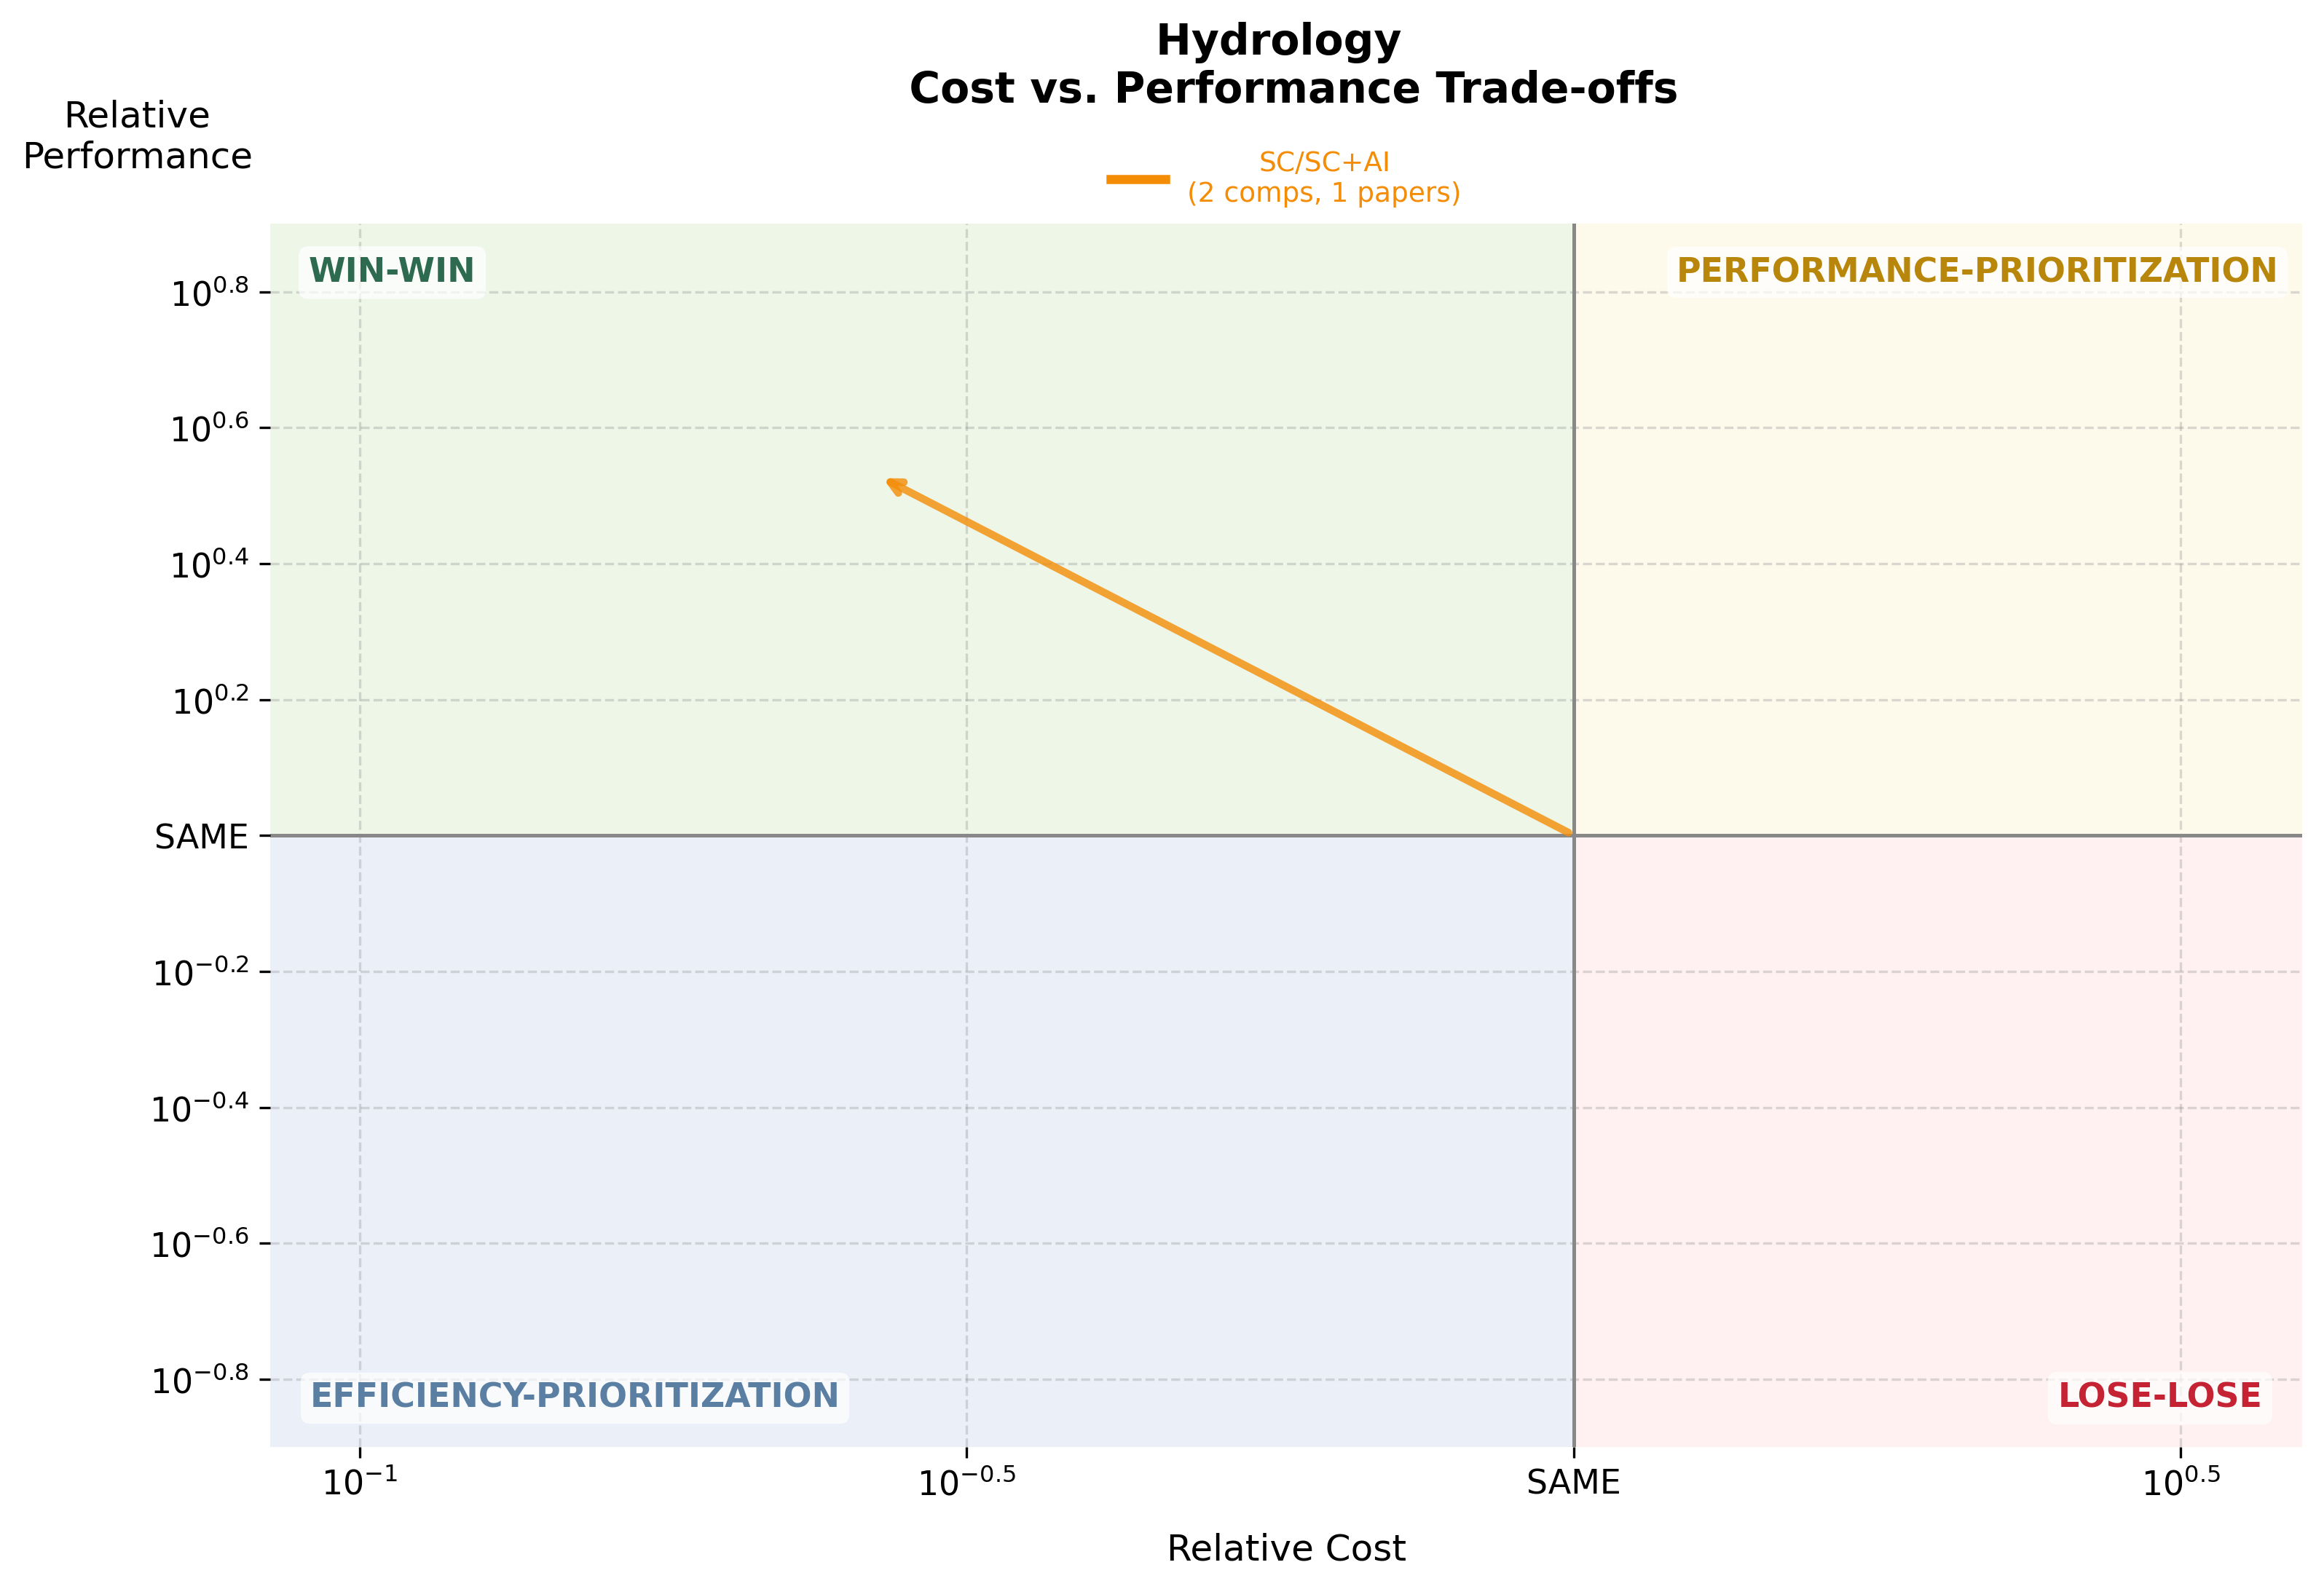 Hydrology
Cost vs. Performance Trade-offs
Relative
Performance
SC/SC+AI
(2 comps, 1 papers)
WIN-WIN
PERFORMANCE-PRIORITIZATION
10^0.8
10^0.6
10^0.4
10^0.2
SAME
10^−0.2
10^−0.4
10^−0.6
10^−0.8
EFFICIENCY-PRIORITIZATION
LOSE-LOSE
10^−1
10^−0.5
SAME
10^0.5
Relative Cost